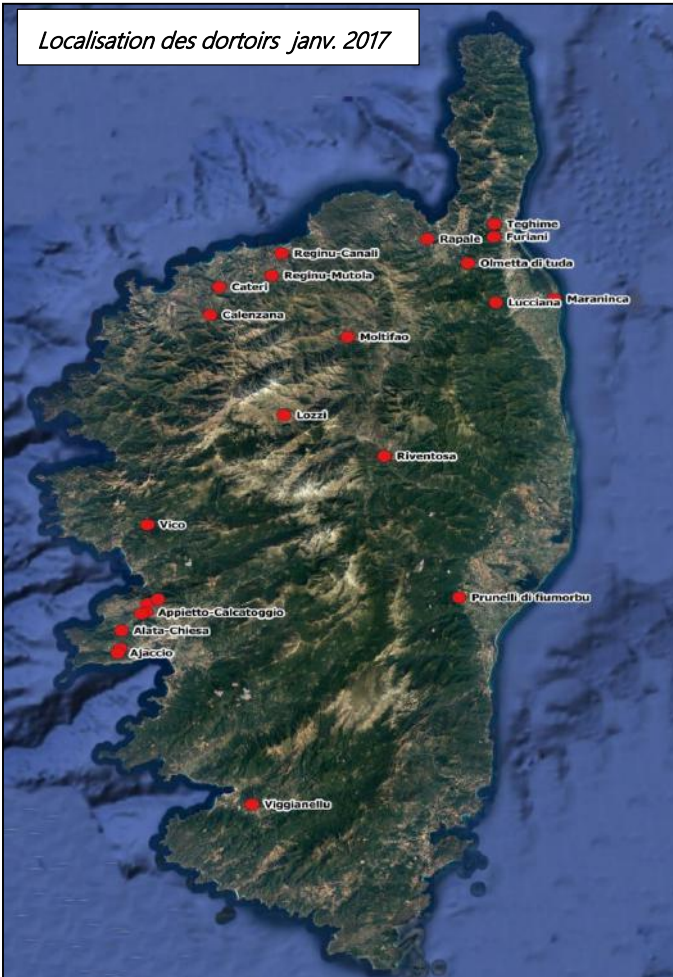 Localisation des dortoirs janv. 2017
Teghime
Furiani
Rapale
Reginu-Canali
Olmetta di tuda
Reginu-Mutola
Cateri
Maraninca
Lucciana
Calenzana
Moltifao
Lozzi
Riventosa
Vico
Prunelli di fiumorbu
Appietto-Calcatoggio
Alata-Chiesa
Ajaccio
Viggianellu